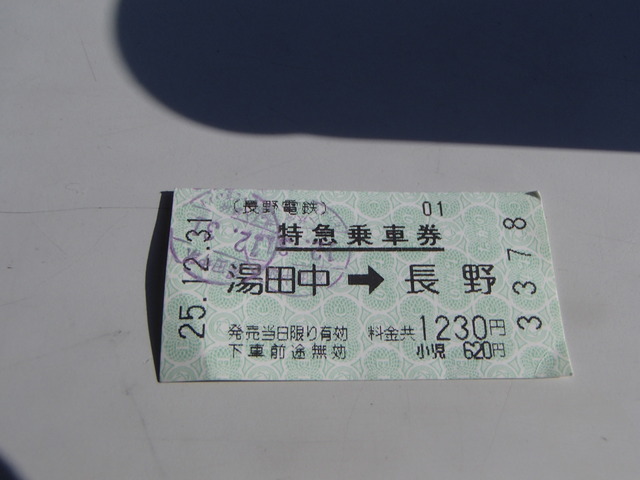 (長野電鉄) 01
特急乗車券
湯田中➡長野
発売当日限り有効 料金共1230円
下車前途無効 小児 620円
25.12.31
3378